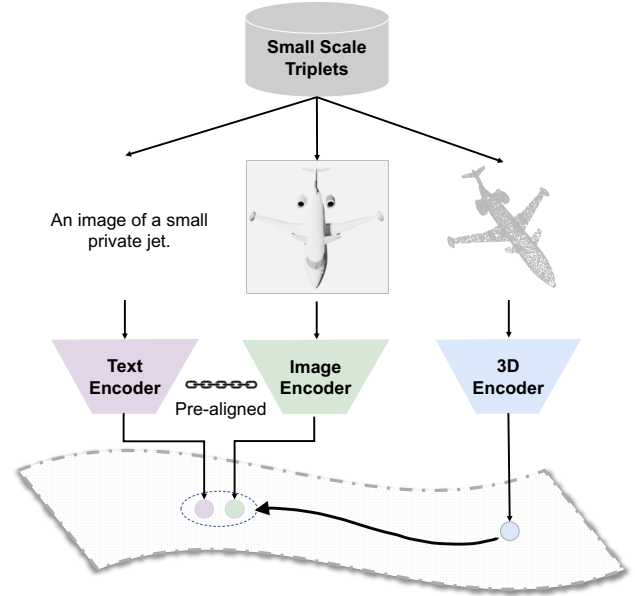 Small Scale
Triplets
An image of a small
private jet.
Text
Encoder
Pre-aligned
Image
Encoder
3D
Encoder